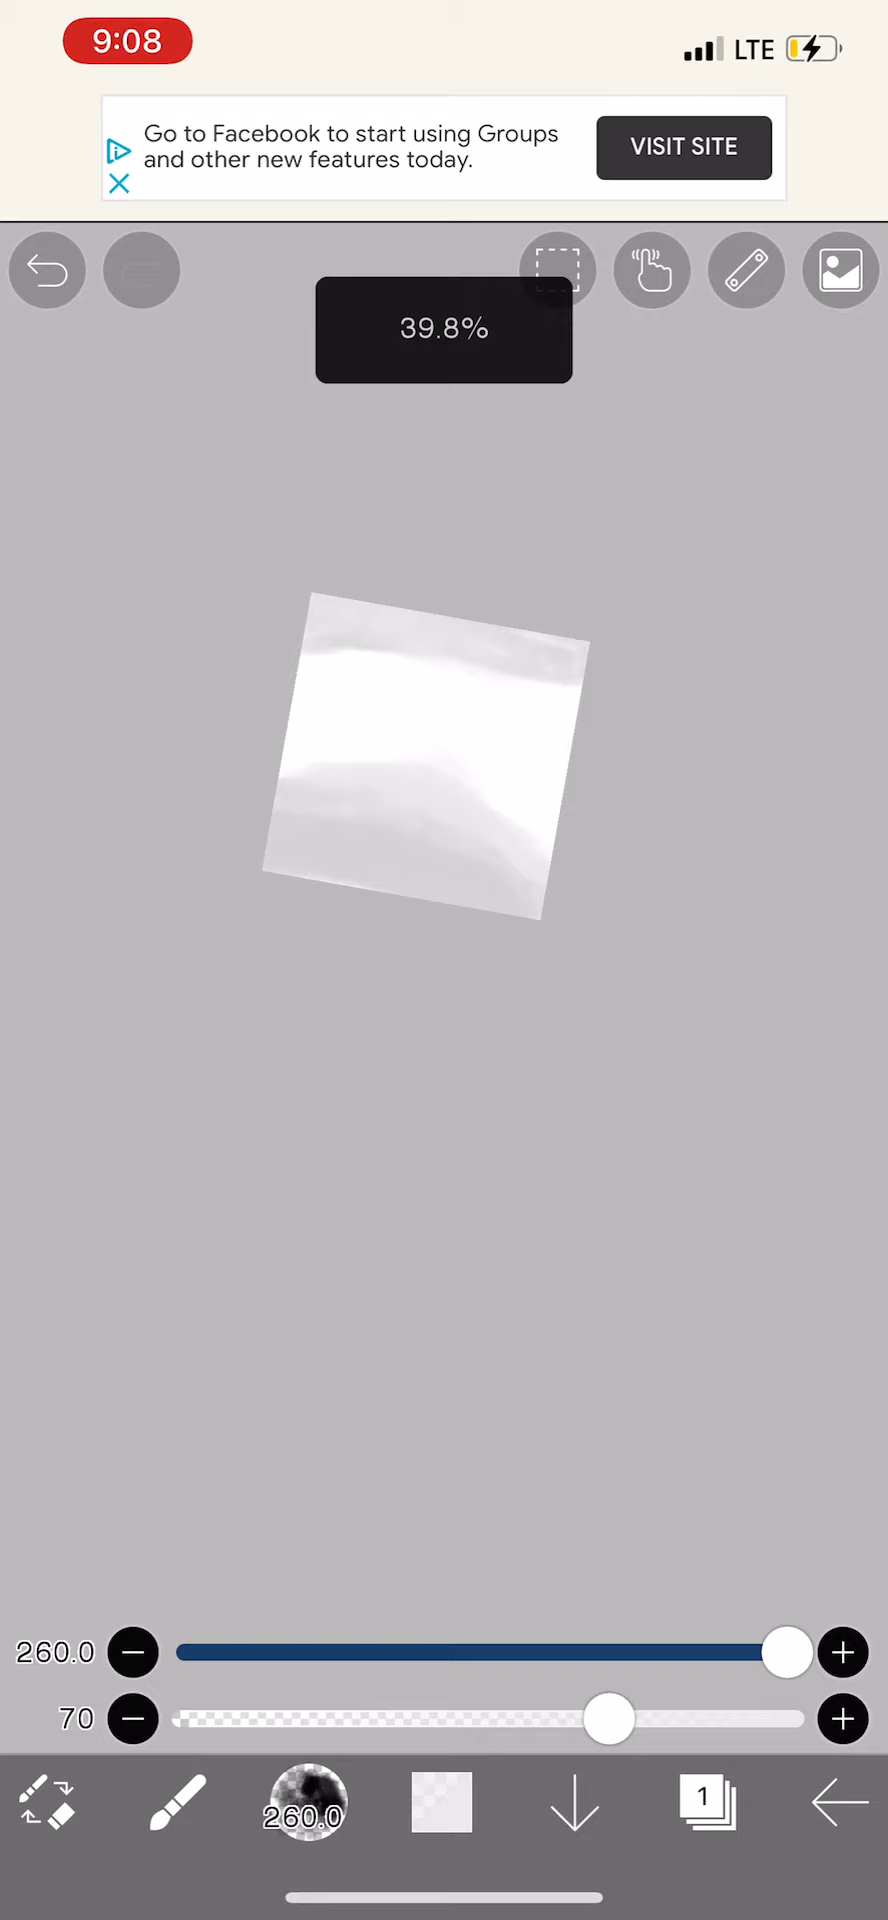 9:08
LTE
Go to Facebook to start using Groups
and other new features today.
VISIT SITE
39.8%
260.0
70
260.0
1